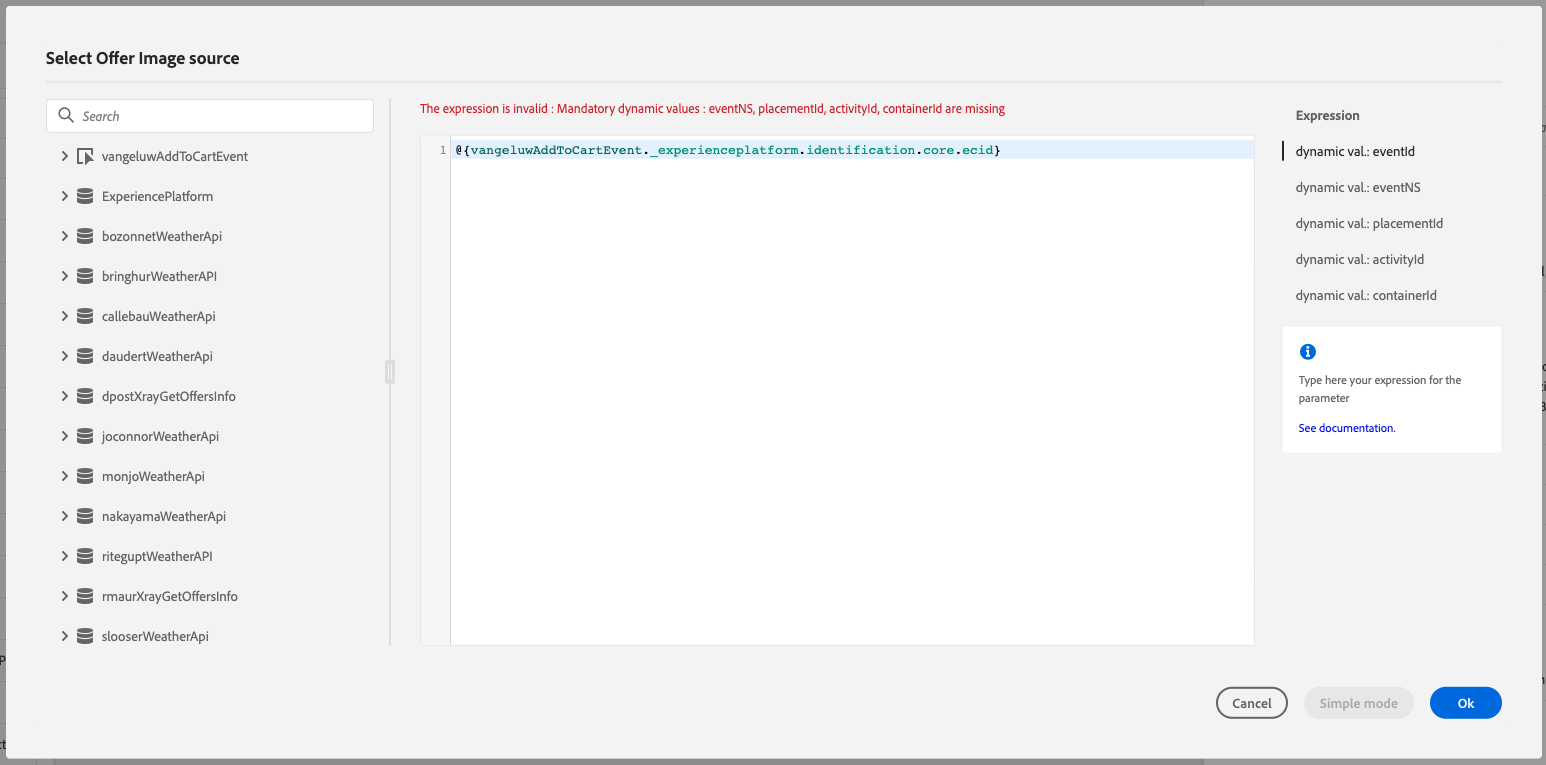 Select Offer Image source
Search
vangeluwAddToCartEvent
ExperiencePlatform
bozonnetWeatherApi
bringhurWeatherAPI
callebauWeatherApi
daudertWeatherApi
dpostXrayGetOffersInfo
joconnorWeatherApi
monjoWeatherApi
nakayamaWeatherApi
riteguptWeatherAPI
rmaurXrayGetOffersInfo
slooserWeatherApi
The expression is invalid : Mandatory dynamic values : eventNS, placementId, activityId, containerId are missing
1 @{vangeluwAddToCartEvent._experienceplatform.identification.core.ecid}
Expression
dynamic val.: eventId
dynamic val.: eventNS
dynamic val.: placementId
dynamic val.: activityId
dynamic val.: containerId
Type here your expression for the
parameter
See documentation.
Cancel
Simple mode
Ok